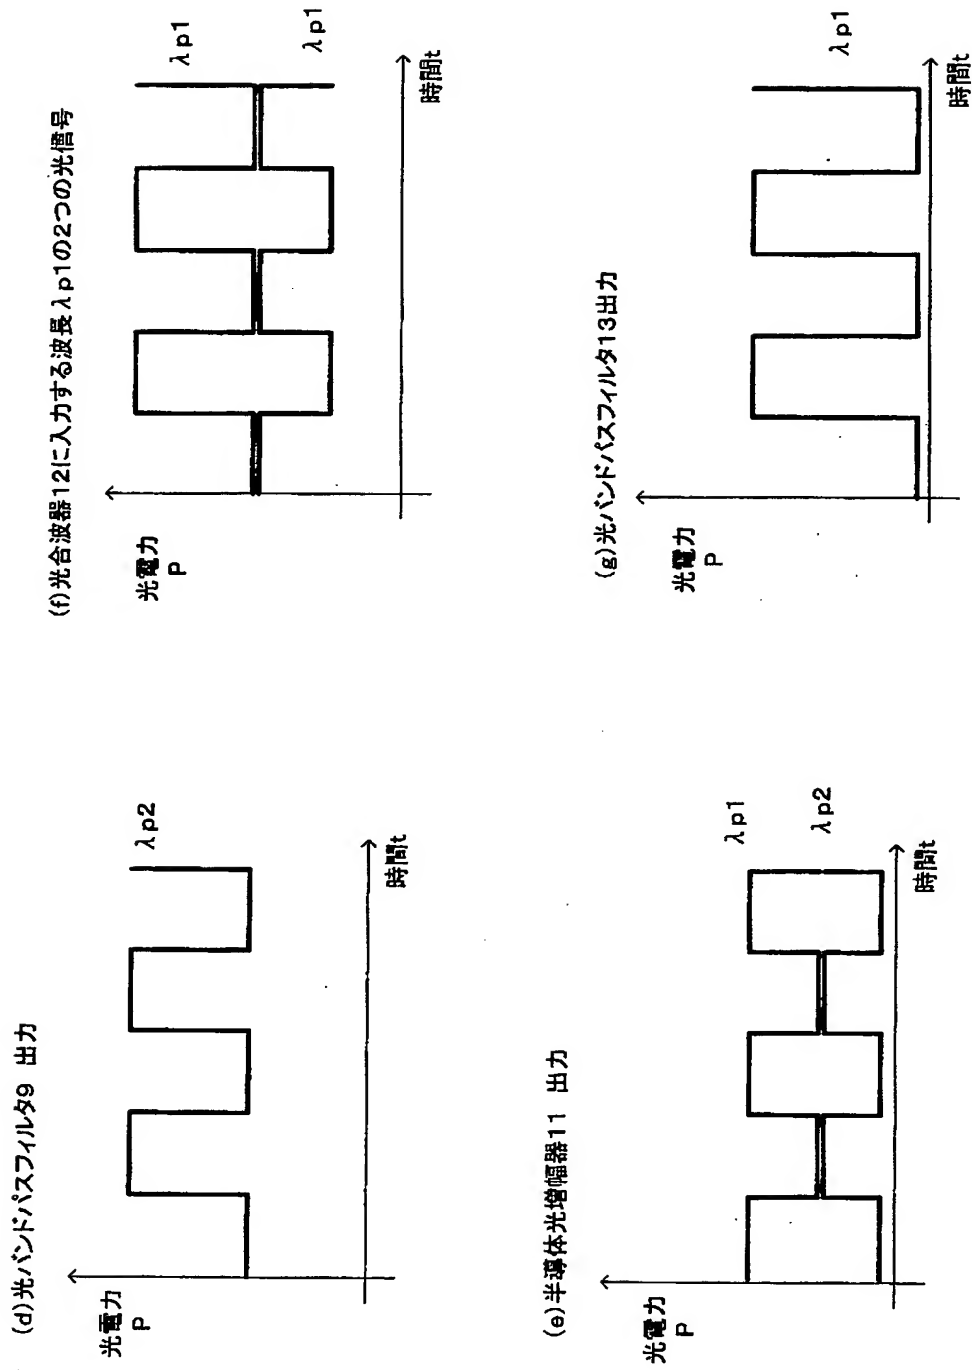 (d)光バンドパスフィルタ9 出力
光電力
P
λp2
時間t
(e)半導体光増幅器11 出力
光電力
P
λp1
λp2
時間t
(f)光合波器12に入力する波長λp1の2つの光信号
光電力
P
λp1
λp1
時間t
(g)光バンドパスフィルタ13出力
光電力
P
λp1
時間t